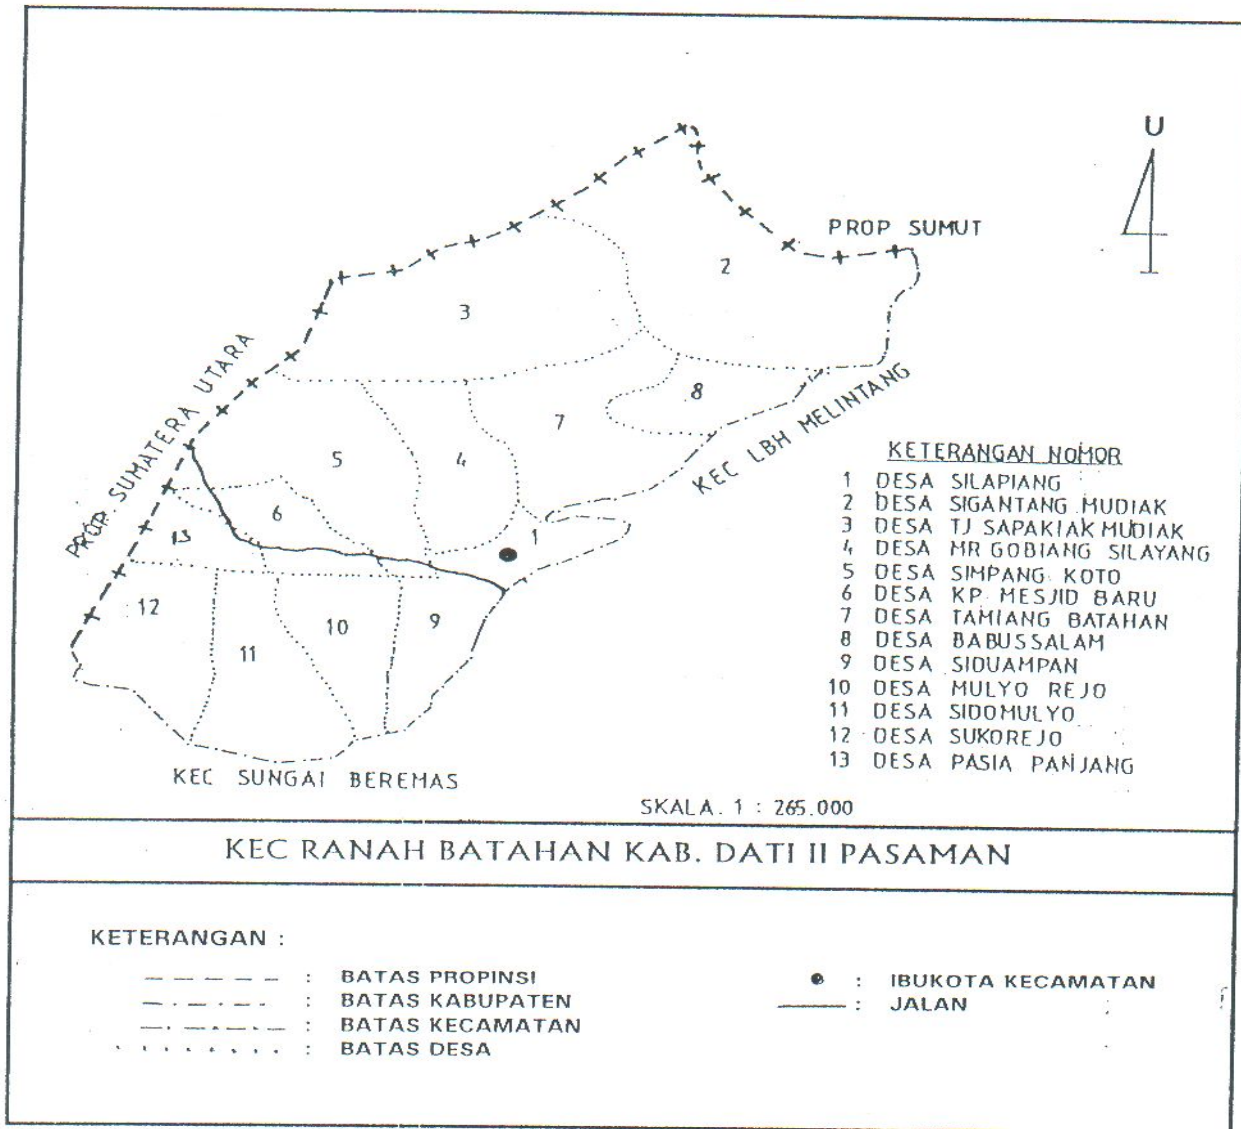 U
PROP SUMUT
2
3
PROP SUMATERA UTARA
8
7
KEC LBH MELINTANG
5
4
6
13
1
12
11
10
9
KEC SUNGAI BEREMAS
KETERANGAN NOMOR
1 DESA SILAPIANG
2 DESA SIGANTANG MUDIAK
3 DESA TJ SAPAKIAK MUDIAK
4 DESA MR GOBIANG SILAYANG
5 DESA SIMPANG KOTO
6 DESA KP MESJID BARU
7 DESA TAMIANG BATAHAN
8 DESA BABUSSALAM
9 DESA SIDUAMPAN
10 DESA MULYO REJO
11 DESA SIDOMULYO
12 DESA SUKOREJO
13 DESA PASIA PANJANG
SKALA. 1 : 265.000
KEC RANAH BATAHAN KAB. DATI II PASAMAN
KETERANGAN :
: BATAS PROPINSI
: BATAS KABUPATEN
: BATAS KECAMATAN
: BATAS DESA
: IBUKOTA KECAMATAN
: JALAN